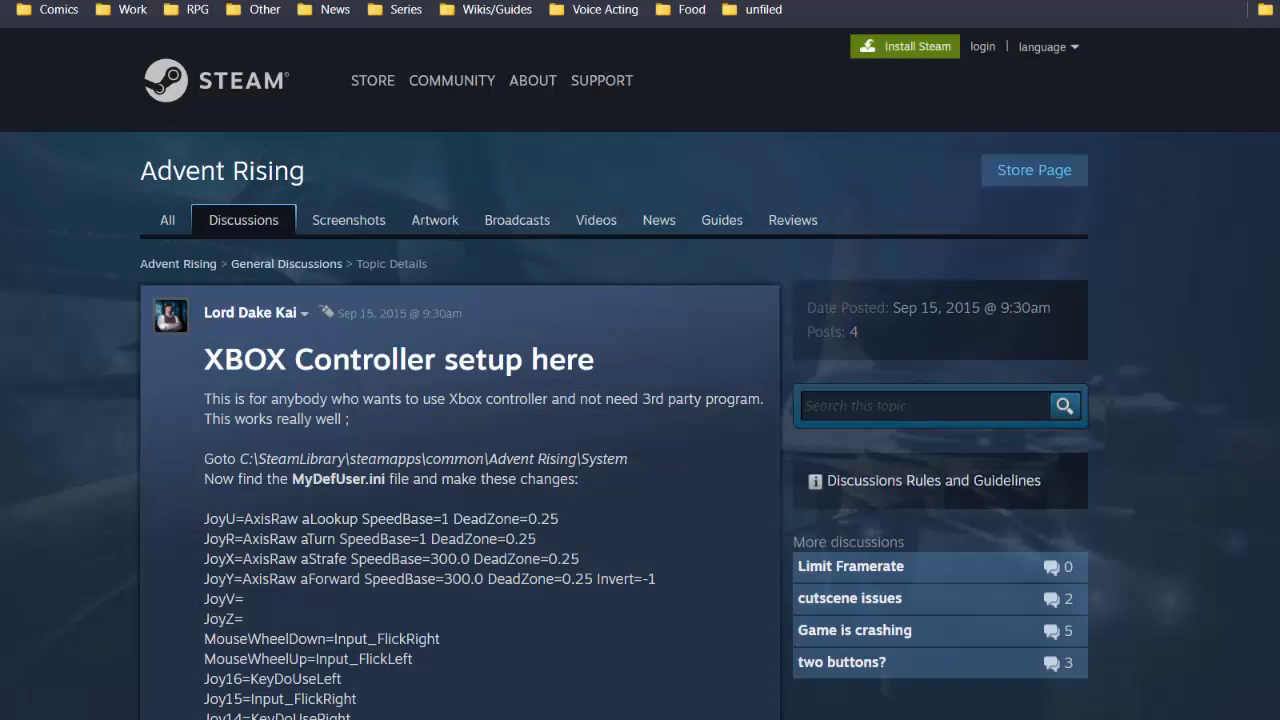 Comics Work RPG Other News Series Wikis/Guides Voice Acting Food unfiled
Install Steam login | language
STEAM® STORE COMMUNITY ABOUT SUPPORT
Advent Rising
Store Page
All Discussions Screenshots Artwork Broadcasts Videos News Guides Reviews
Advent Rising > General Discussions > Topic Details
Lord Dake Kai Sep 15, 2015 @ 9:30am
XBOX Controller setup here
This is for anybody who wants to use Xbox controller and not need 3rd party program.
This works really well ;
Goto C:\SteamLibrary\steamapps\common\Advent Rising\System
Now find the MyDefUser.ini file and make these changes:
JoyU=AxisRaw aLookup SpeedBase=1 DeadZone=0.25
JoyR=AxisRaw aTurn SpeedBase=1 DeadZone=0.25
JoyX=AxisRaw aStrafe SpeedBase=300.0 DeadZone=0.25
JoyY=AxisRaw aForward SpeedBase=300.0 DeadZone=0.25 Invert=-1
JoyV=
JoyZ=
MouseWheelDown=Input_FlickRight
MouseWheelUp=Input_FlickLeft
Joy16=KeyDoUseLeft
Joy15=Input_FlickRight
Joy14=KeyDoUseRight
Date Posted: Sep 15, 2015 @ 9:30am
Posts: 4
Search this topic
Discussions Rules and Guidelines
More discussions
Limit Framerate 0
cutscene issues 2
Game is crashing 5
two buttons? 3